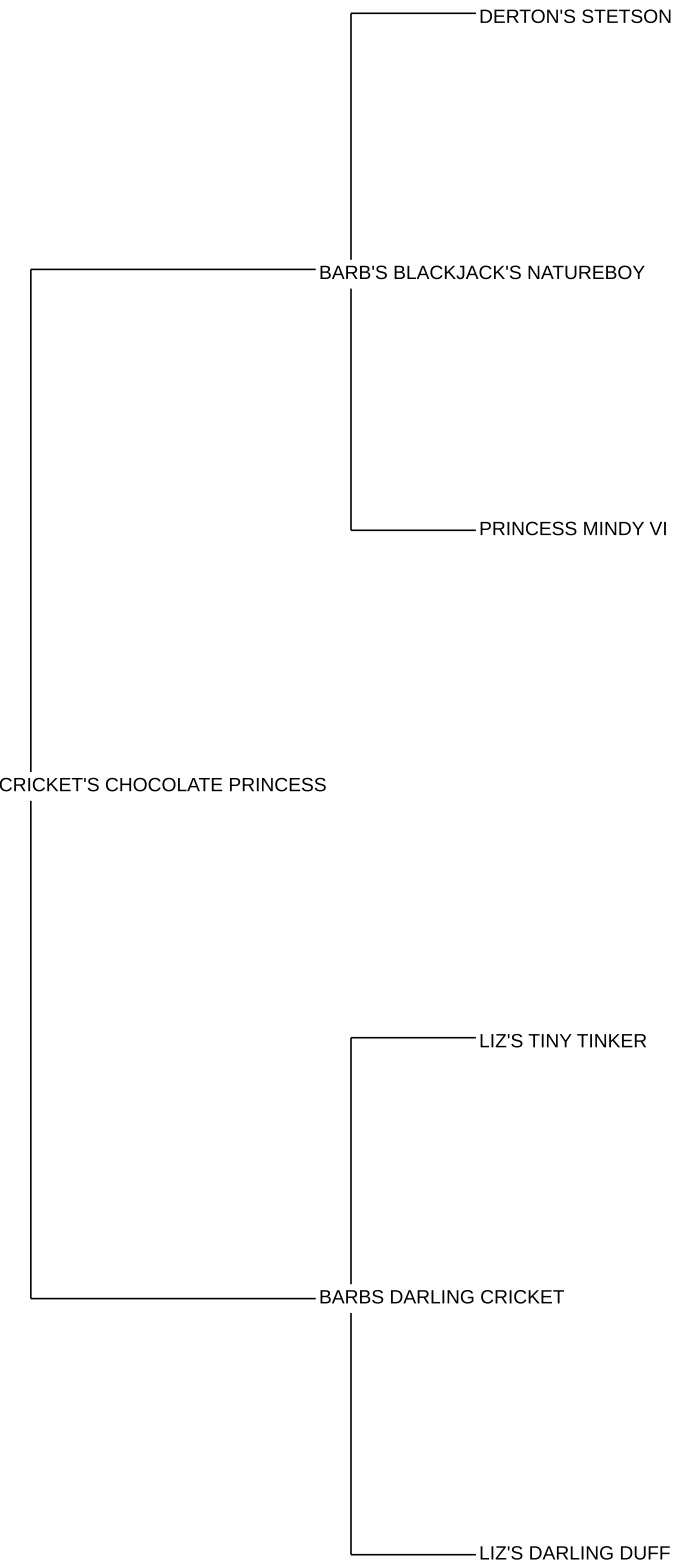 DERTON'S STETSON
BARB'S BLACKJACK'S NATUREBOY
PRINCESS MINDY VI
CRICKET'S CHOCOLATE PRINCESS
LIZ'S TINY TINKER
BARBS DARLING CRICKET
LIZ'S DARLING DUFF